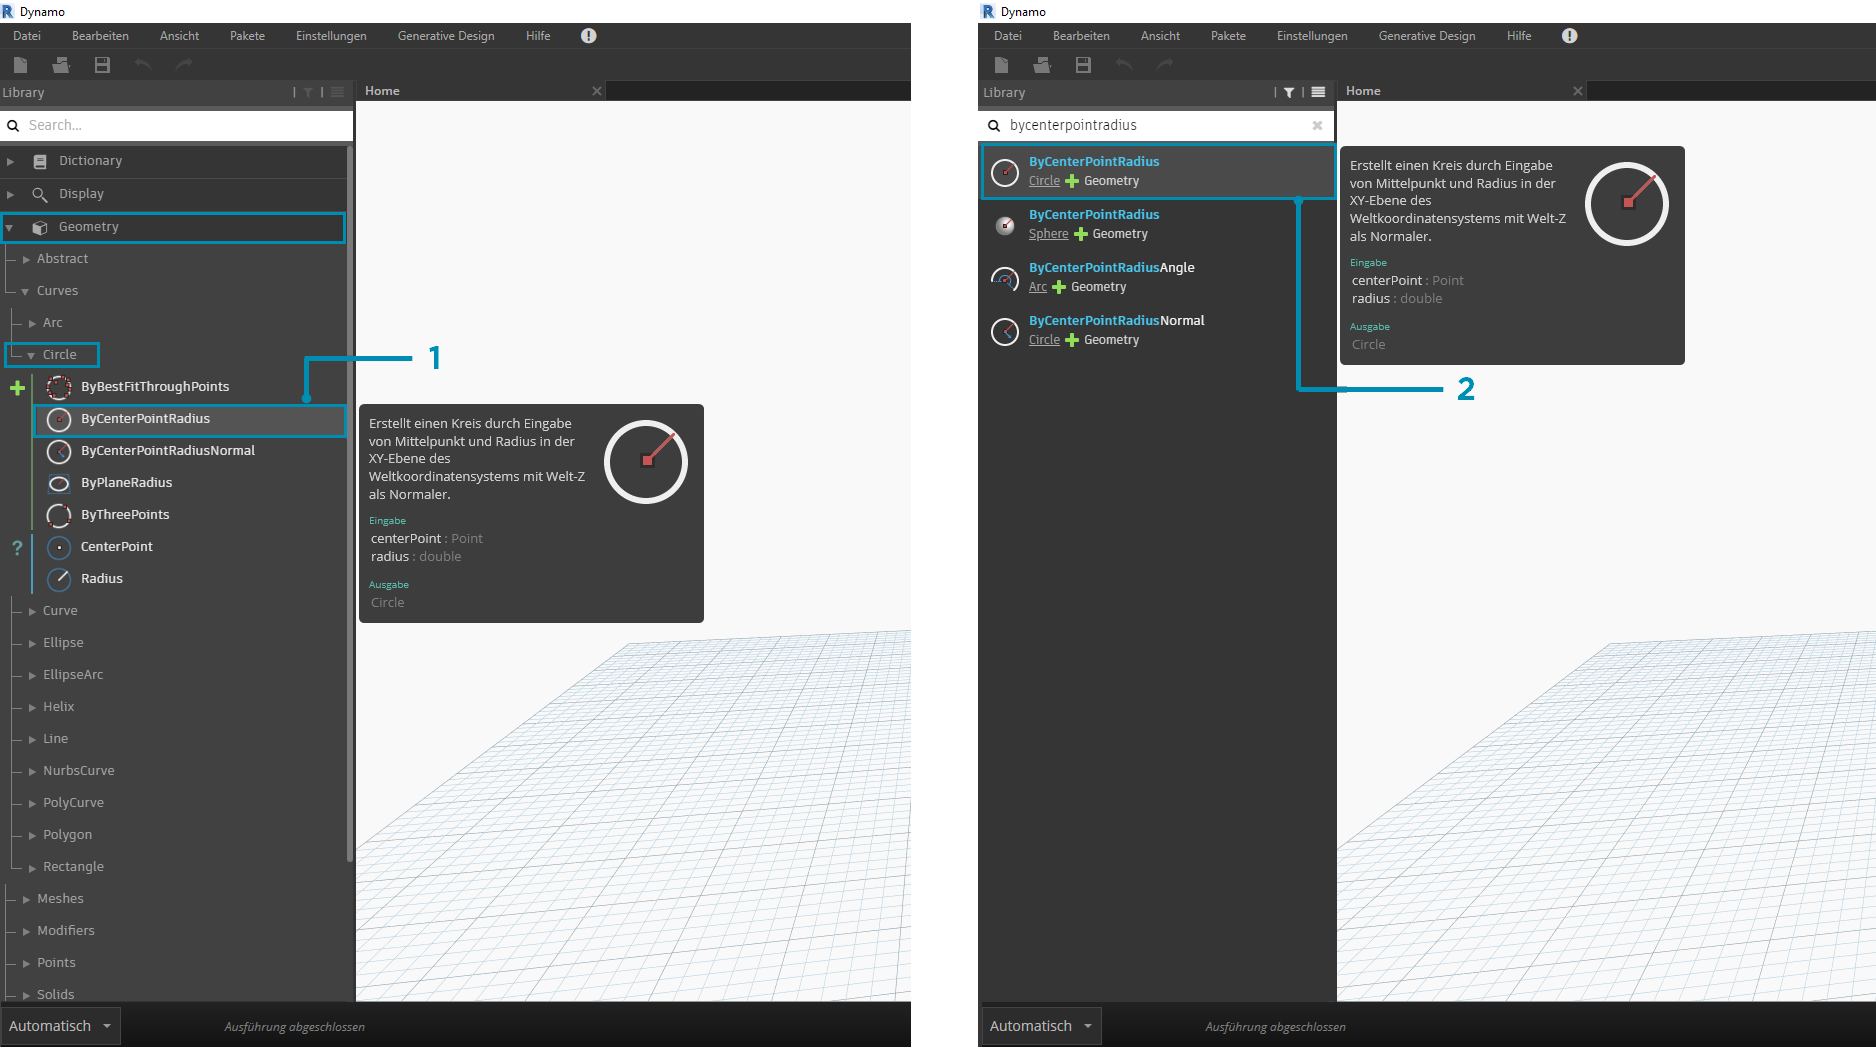 Dynamo
Datei Bearbeiten Ansicht Pakete Einstellungen Generative Design Hilfe
Library
Home
Search...
Dictionary
Display
Geometry
Abstract
Curves
Arc
Circle
ByBestFitThroughPoints
ByCenterPointRadius
ByCenterPointRadiusNormal
ByPlaneRadius
ByThreePoints
CenterPoint
Radius
Curve
Ellipse
EllipseArc
Helix
Line
NurbsCurve
PolyCurve
Polygon
Rectangle
Meshes
Modifiers
Points
Solids
1
Erstellt einen Kreis durch Eingabe
von Mittelpunkt und Radius in der
XY-Ebene des
Weltkoordinatensystems mit Welt-Z
als Normaler.
Eingabe
centerPoint : Point
radius : double
Ausgabe
Circle
Automatisch
Ausführung abgeschlossen
Dynamo
Datei Bearbeiten Ansicht Pakete Einstellungen Generative Design Hilfe
Library
Home
bycenterpointradius
ByCenterPointRadius
Circle Geometry
ByCenterPointRadius
Sphere Geometry
ByCenterPointRadiusAngle
Arc Geometry
ByCenterPointRadiusNormal
Circle Geometry
Erstellt einen Kreis durch Eingabe
von Mittelpunkt und Radius in der
XY-Ebene des
Weltkoordinatensystems mit Welt-Z
als Normaler.
Eingabe
centerPoint : Point
radius : double
Ausgabe
Circle
2
Automatisch
Ausführung abgeschlossen